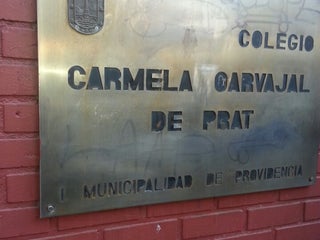 COLEGIO
CARMELA CARVAJAL
DE PRAT
I MUNICIPALIDAD DE PROVIDENCIA